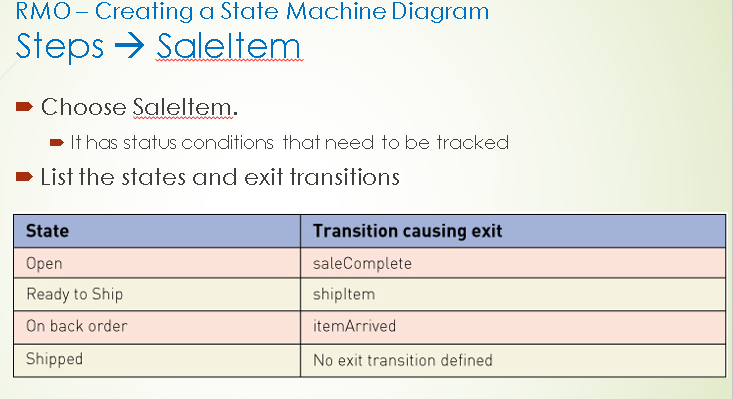 RMO – Creating a State Machine Diagram
Steps → SaleItem
Choose SaleItem.
It has status conditions that need to be tracked
List the states and exit transitions
State Transition causing exit
Open saleComplete
Ready to Ship shipItem
On back order itemArrived
Shipped No exit transition defined